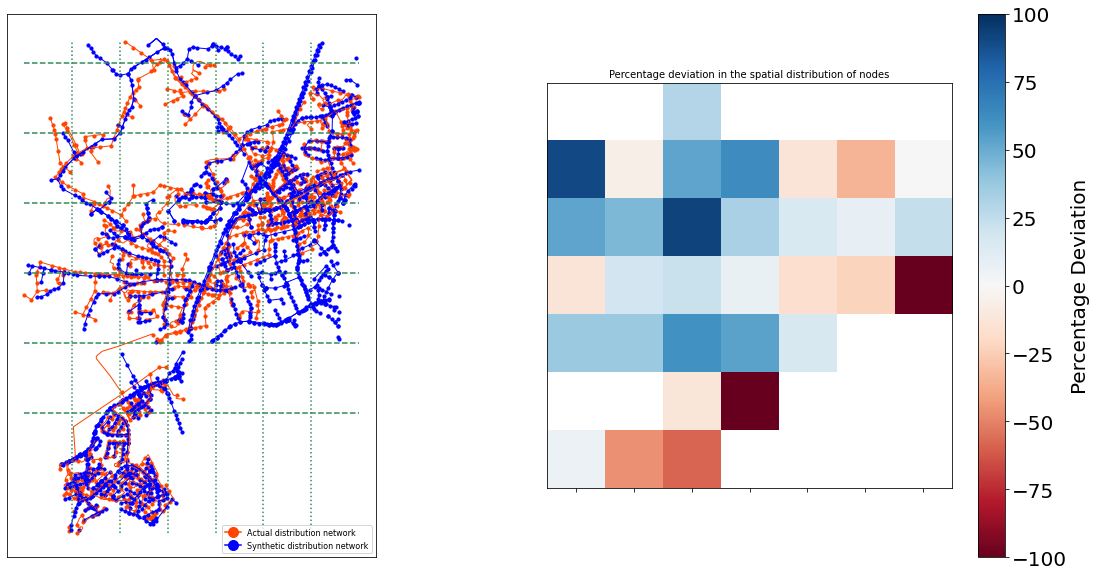 Percentage deviation in the spatial distribution of nodes
Actual distribution network
Synthetic distribution network
100
75
50
25
0
−25
−50
−75
−100
Percentage Deviation